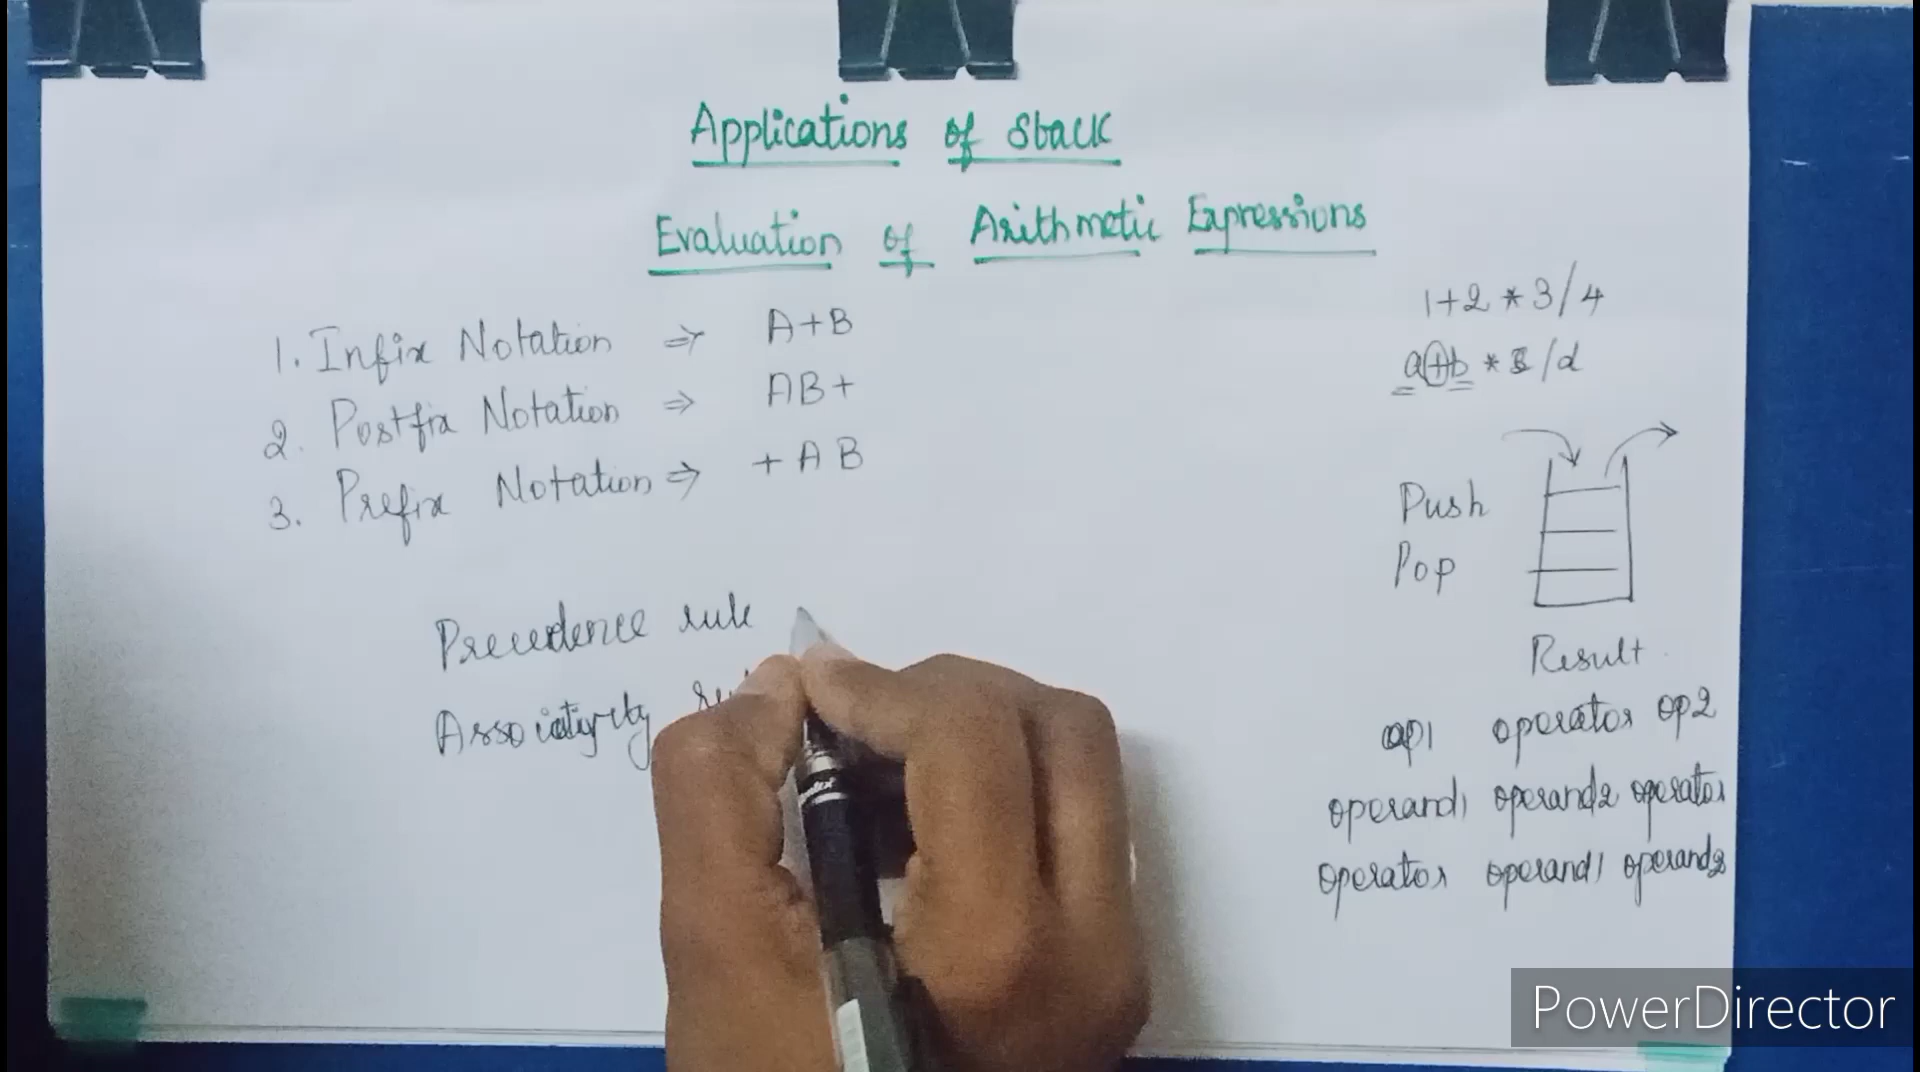 Applications of Stack
Evaluation of Arithmetic Expressions
1. Infix Notation ⇒ A+B
2. Postfix Notation ⇒ AB+
3. Prefix Notation ⇒ +AB
Precedence rule
Associativity
1+2*3/4
a+b * /d
Push
Pop
Result
op1 operator op2
operand1 operand2 operator
operator operand1 operand2
PowerDirector